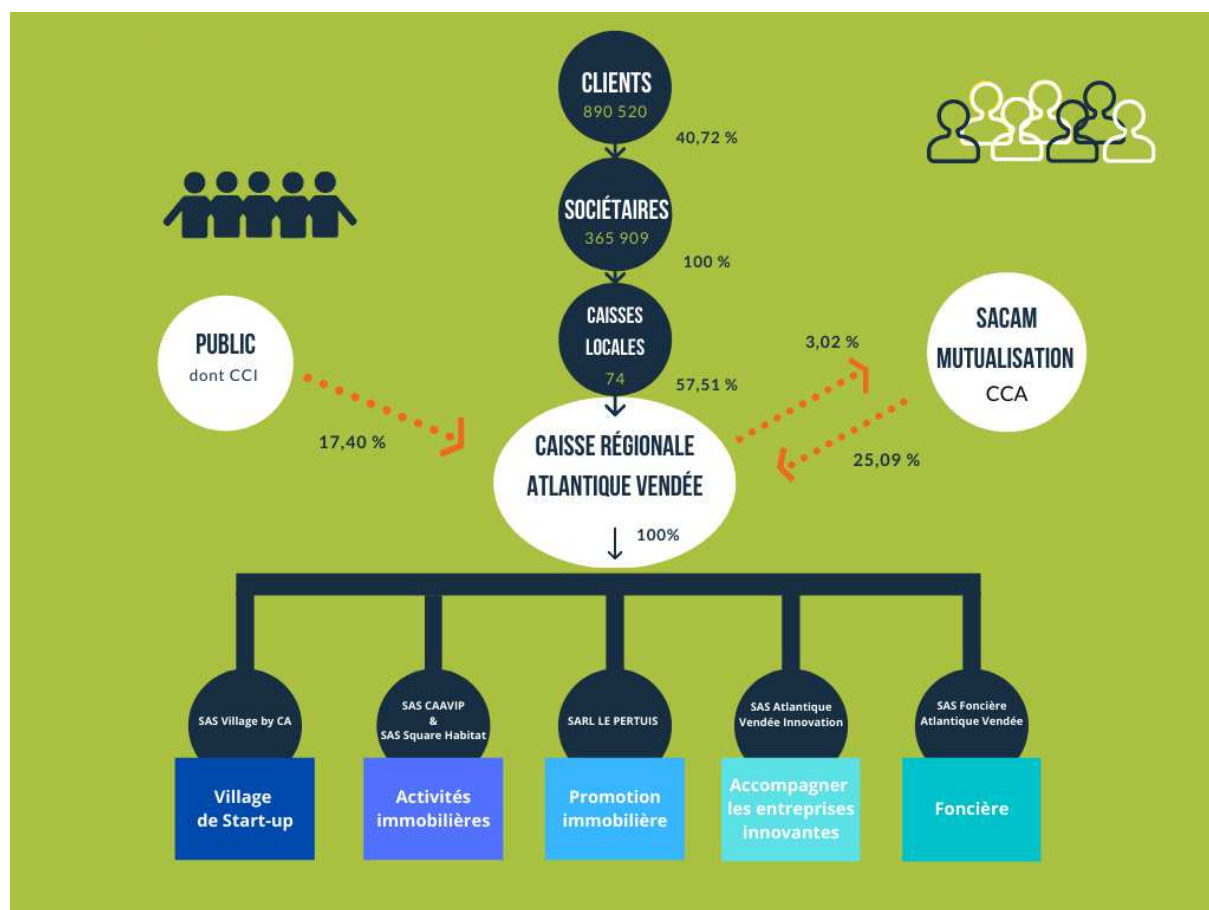 CLIENTS
890 520
40,72 %
SOCIÉTAIRES
365 909
100 %
CAISSES
LOCALES
74
57,51 %
PUBLIC
dont CCI
17,40 %
SACAM
MUTUALISATION
CCA
3,02 %
25,09 %
CAISSE RÉGIONALE
ATLANTIQUE VENDÉE
100%
SAS Village by CA
Village
de Start-up
SAS CAAVIP
&
SAS Square Habitat
Activités
immobilières
SARL LE PERTUIS
Promotion
immobilière
SAS Atlantique
Vendée Innovation
Accompagner
les entreprises
innovantes
SAS Foncière
Atlantique Vendée
Foncière